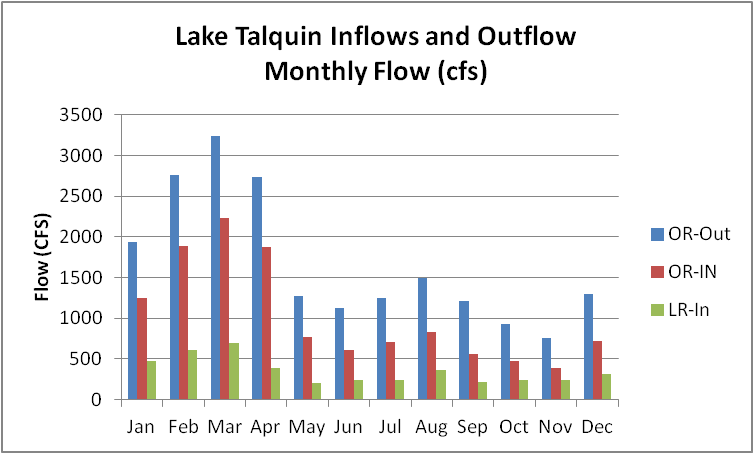 Lake Talquin Inflows and Outflow
Monthly Flow (cfs)
Flow (CFS)
3500
3000
2500
2000
1500
1000
500
0
Jan Feb Mar Apr May Jun Jul Aug Sep Oct Nov Dec
OR-Out
OR-IN
LR-In